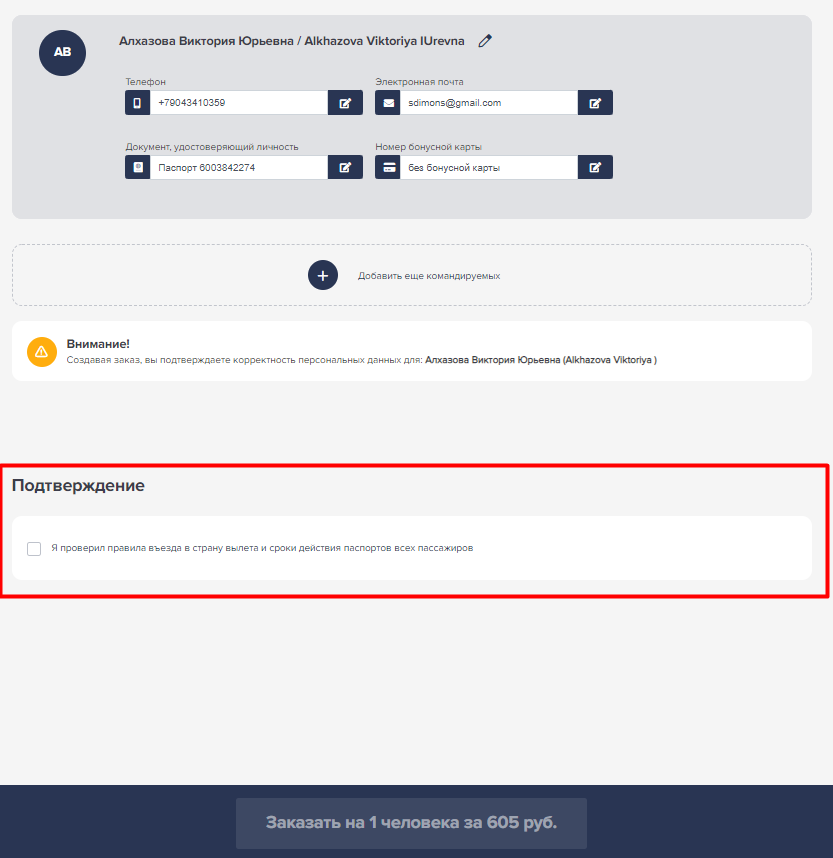 АВ
Алхазова Виктория Юрьевна / Alkhazova Viktoriya IUrevna
Телефон
Электронная почта
+79043410359
sdimons@gmail.com
Документ, удостоверяющий личность
Номер бонусной карты
Паспорт 6003842274
без бонусной карты
Добавить еще командируемых
Внимание!
Создавая заказ, вы подтверждаете корректность персональных данных для: Алхазова Виктория Юрьевна (Alkhazova Viktoriya )
Подтверждение
Я проверил правила въезда в страну вылета и сроки действия паспортов всех пассажиров
Заказать на 1 человека за 605 руб.